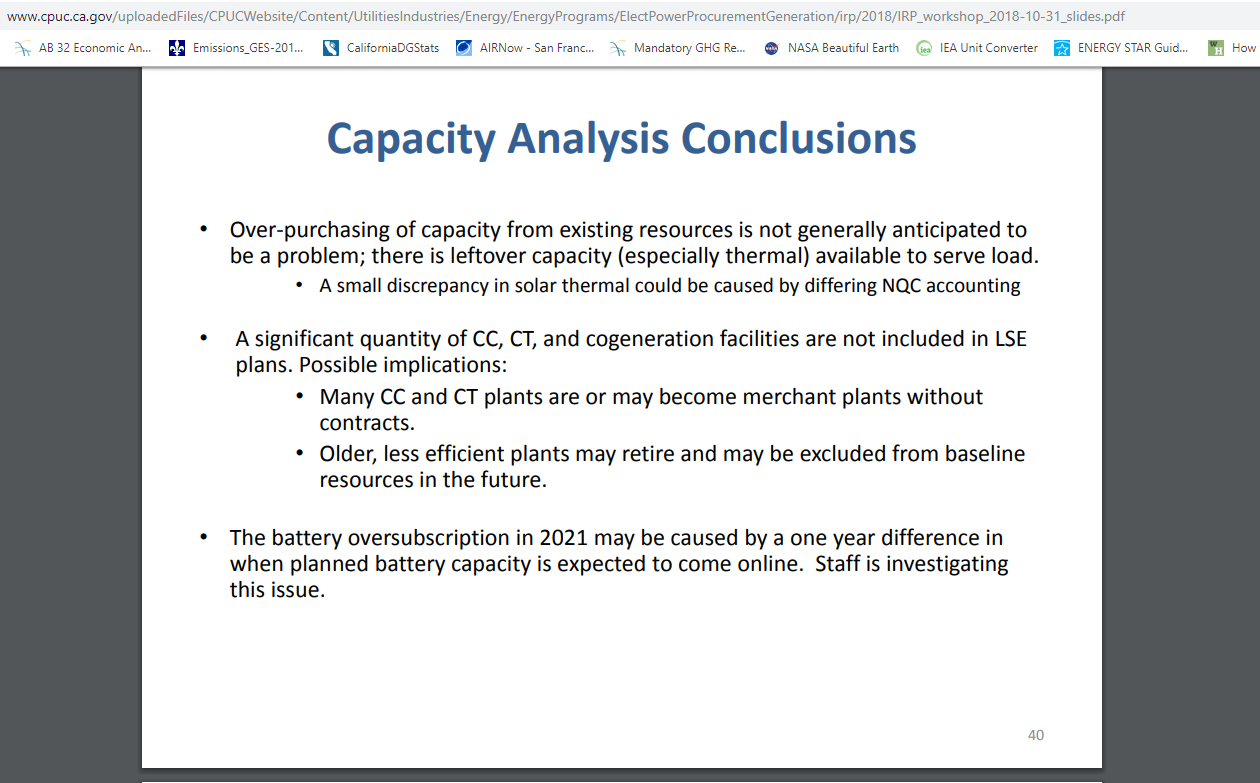 www.cpuc.ca.gov/uploadedFiles/CPUCWebsite/Content/UtilitiesIndustries/Energy/EnergyPrograms/ElectPowerProcurementGeneration/irp/2018/IRP_workshop_2018-10-31_slides.pdf
AB 32 Economic An... Emissions_GES-201... CaliforniaDGStats AIRNow - San Franc... Mandatory GHG Re... NASA Beautiful Earth IEA Unit Converter ENERGY STAR Guid... How
Capacity Analysis Conclusions
• Over-purchasing of capacity from existing resources is not generally anticipated to
be a problem; there is leftover capacity (especially thermal) available to serve load.
• A small discrepancy in solar thermal could be caused by differing NQC accounting
• A significant quantity of CC, CT, and cogeneration facilities are not included in LSE
plans. Possible implications:
• Many CC and CT plants are or may become merchant plants without
contracts.
• Older, less efficient plants may retire and may be excluded from baseline
resources in the future.
• The battery oversubscription in 2021 may be caused by a one year difference in
when planned battery capacity is expected to come online. Staff is investigating
this issue.
40